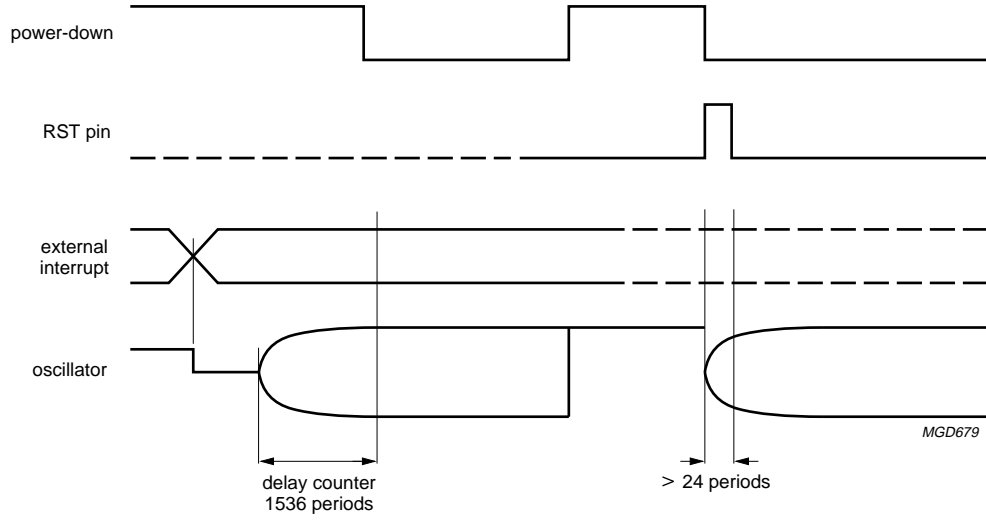 power-down
RST pin
external
interrupt
oscillator
MGD679
delay counter
1536 periods
> 24 periods